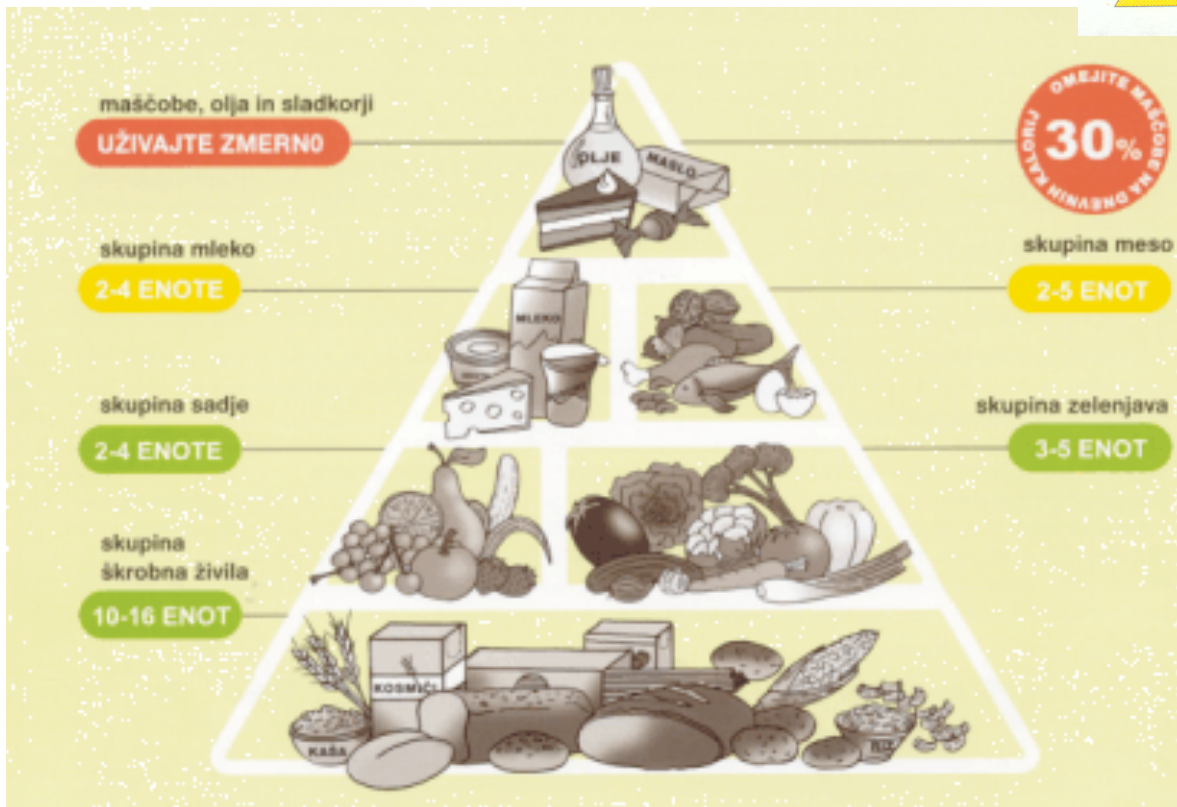 maščobe, olja in sladkorji
UŽIVAJTE ZMERNO
OMEJITE MAŠČOBE NA DNEVNIH KALORIJ
30%
OLJE
MASLO
skupina mleko
2-4 ENOTE
skupina meso
2-5 ENOT
MLEKO
skupina sadje
2-4 ENOTE
skupina zelenjava
3-5 ENOT
skupina
škrobna živila
10-16 ENOT
KOSMIČI
KAŠA
RIŽ